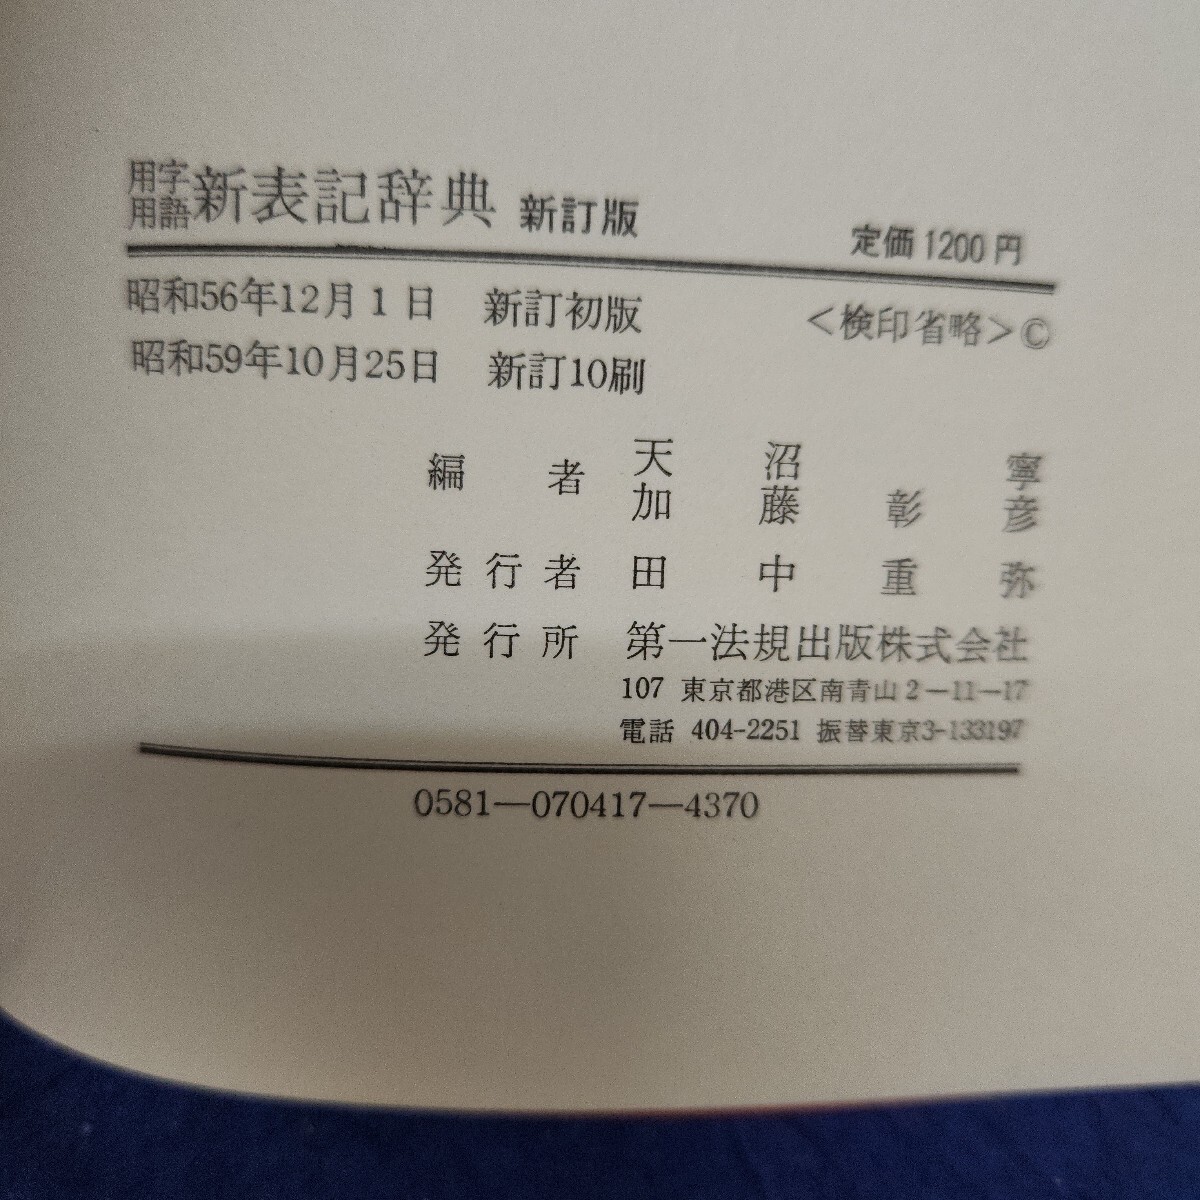 用字用語 新表記辞典 新訂版 定価1200円
昭和56年12月1日 新訂初版 <検印省略>©
昭和59年10月25日 新訂10刷
編者 天沼寧
加藤彰彦
発行者 田中重弥
発行所 第一法規出版株式会社
107 東京都港区南青山2-11-17
電話 404-2251 振替東京3-133197
0581—070417—4370